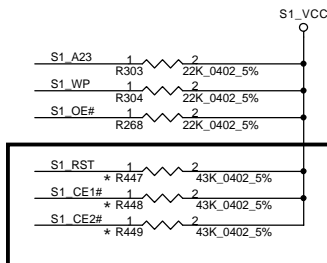 S1_VCC
S1_A23 1 2
R303 22K_0402_5%
S1_WP 1 2
R304 22K_0402_5%
S1_OE# 1 2
R268 22K_0402_5%
S1_RST 1 2
* R447 43K_0402_5%
S1_CE1# 1 2
* R448 43K_0402_5%
S1_CE2# 1 2
* R449 43K_0402_5%